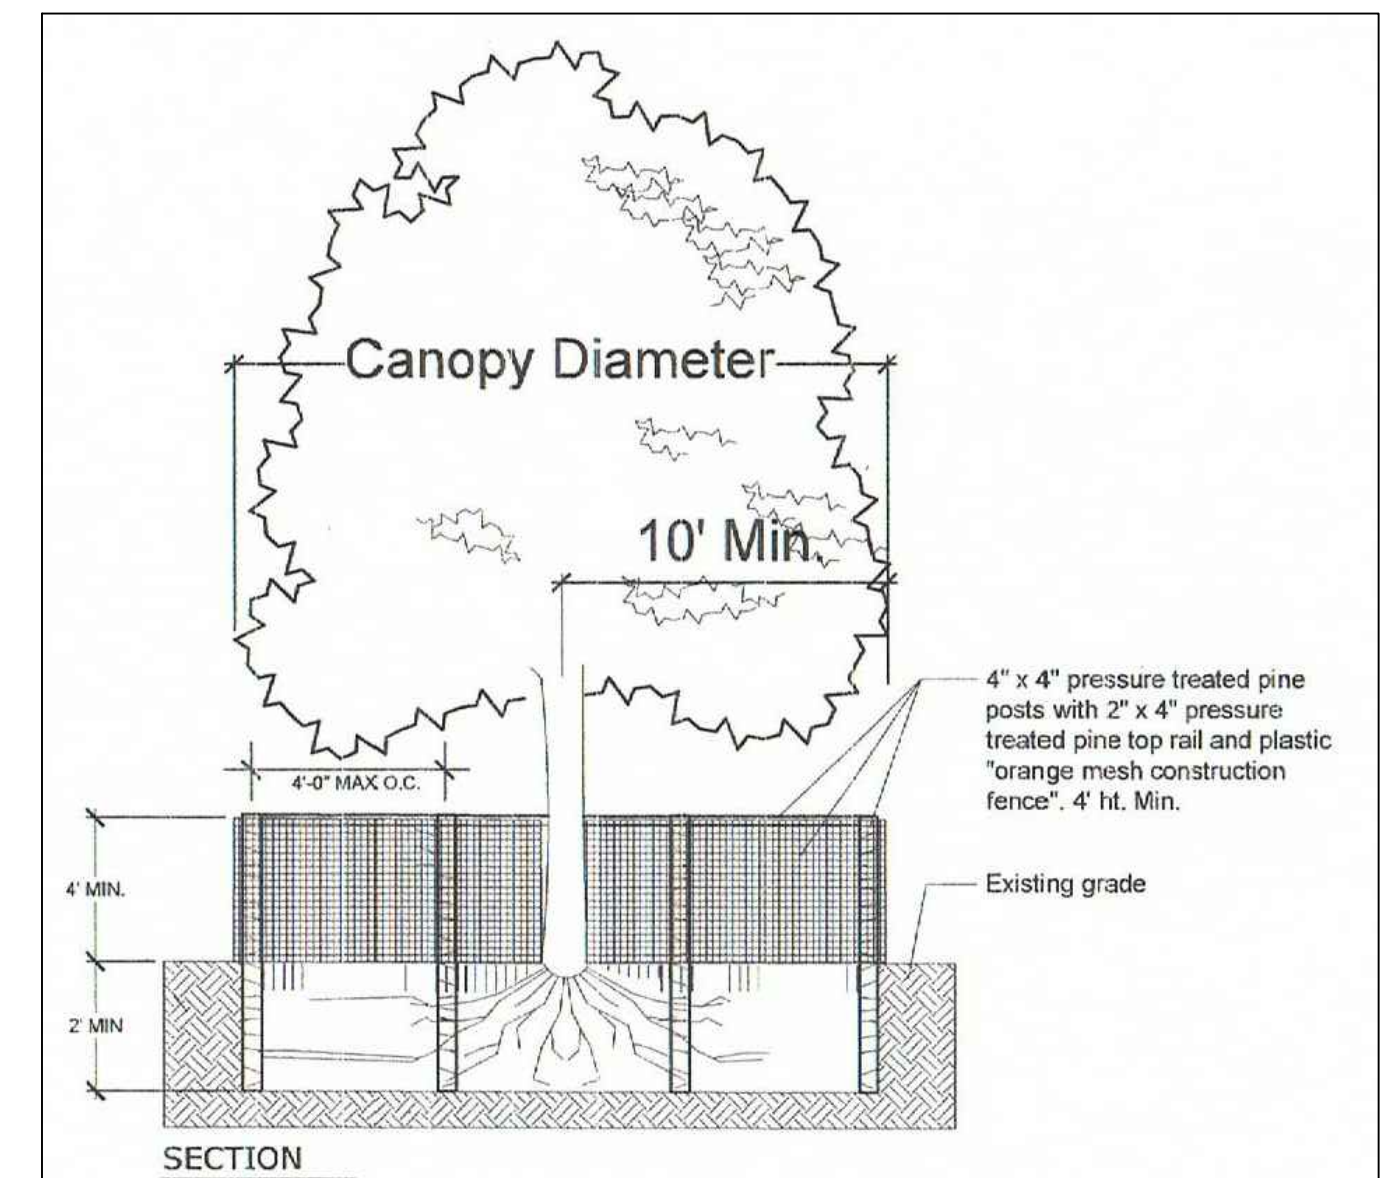 Canopy Diameter
10' Min.
4" x 4" pressure treated pine
posts with 2" x 4" pressure
treated pine top rail and plastic
"orange mesh construction
fence". 4' ht. Min.
4'-0" MAX O.C.
4' MIN.
Existing grade
2' MIN
SECTION